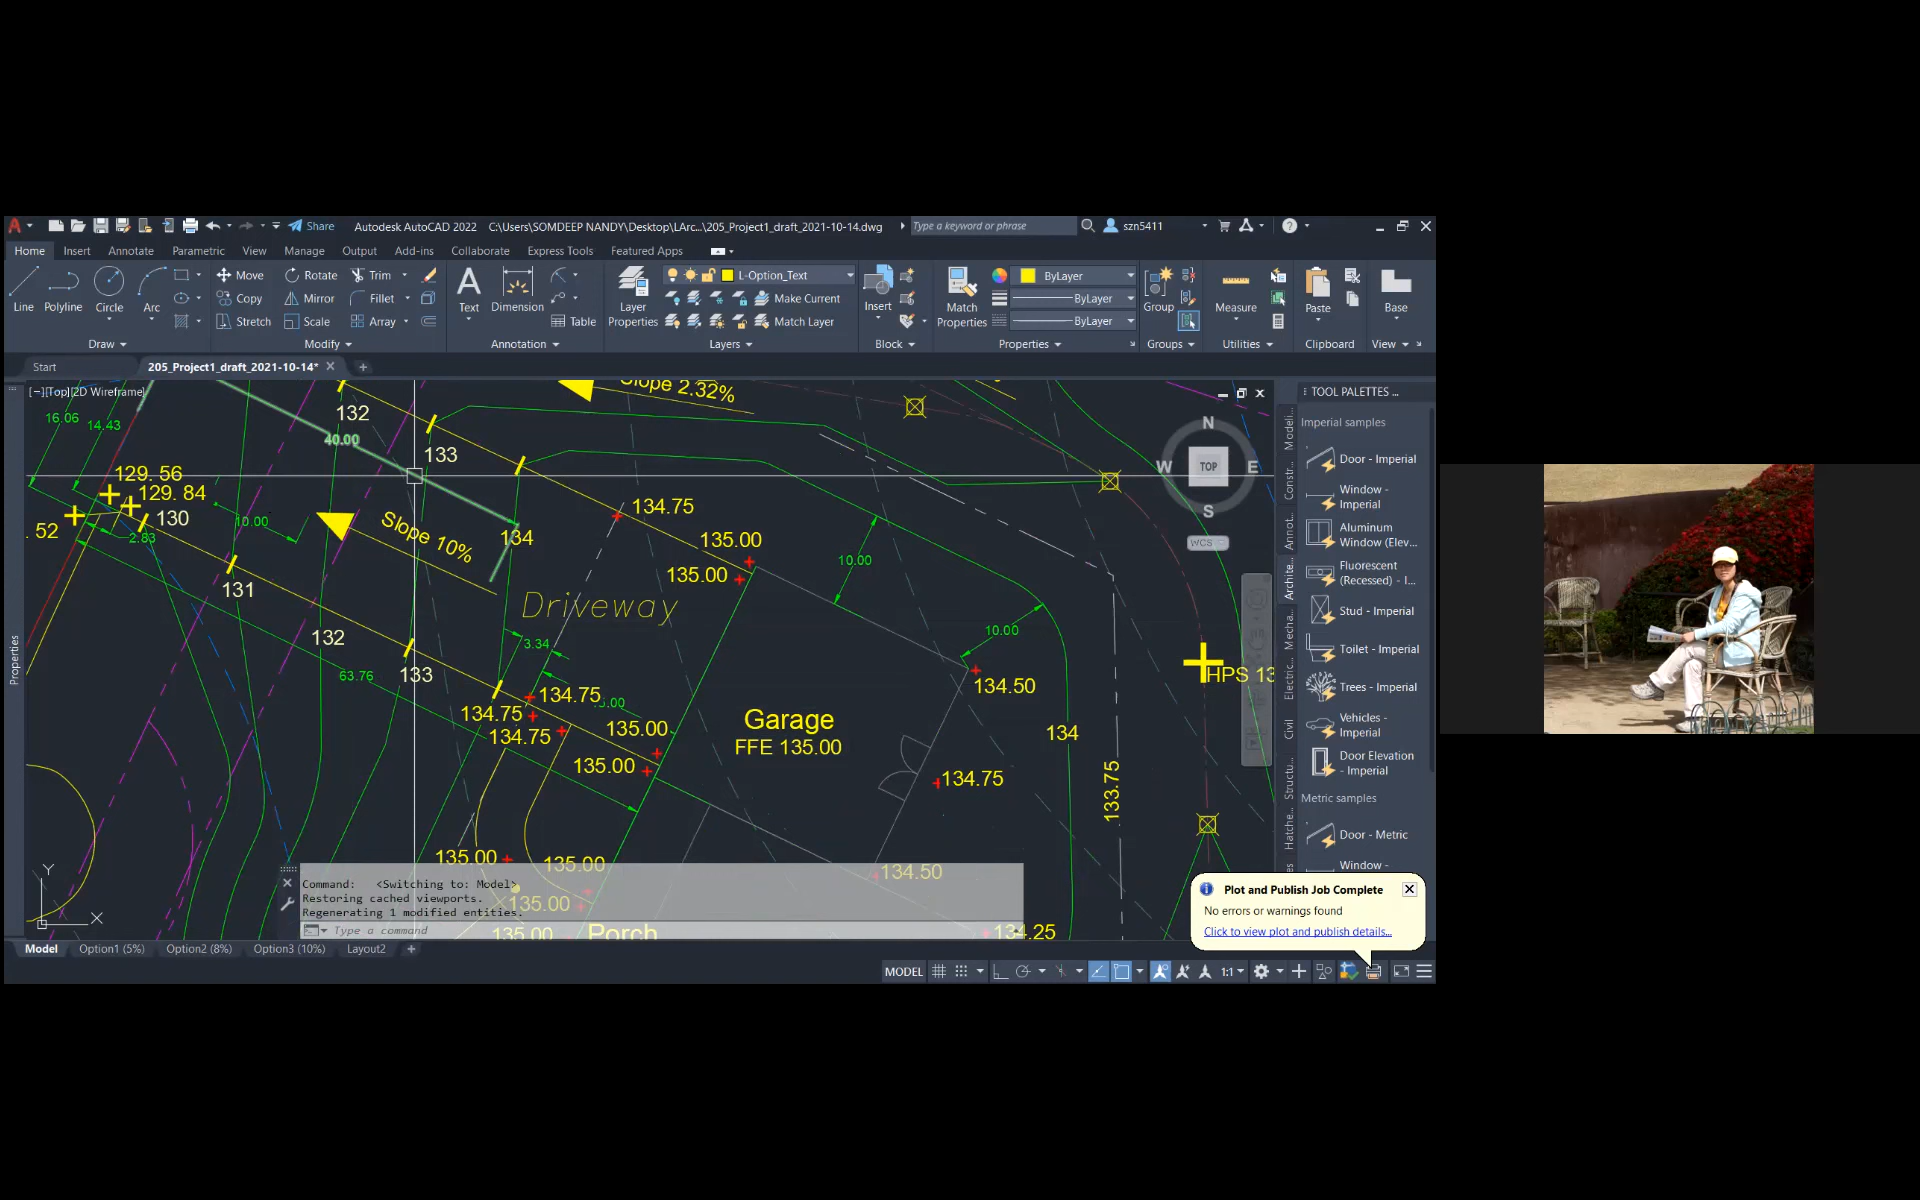 Share
Autodesk AutoCAD 2022 C:\Users\SOMDEEP NANDY\Desktop\LArc...\205_Project1_draft_2021-10-14.dwg
Type a keyword or phrase
szn5411
Home Insert Annotate Parametric View Manage Output Add-ins Collaborate Express Tools Featured Apps
Line Polyline Circle Arc
Move Rotate Trim
Copy Mirror Fillet
Stretch Scale Array
Text Dimension Table
Layer Properties
L-Option_Text
Make Current
Match Layer
Insert
Match Properties
ByLayer
ByLayer
ByLayer
Group
Measure
Paste
Base
Draw Modify Annotation Layers Block Properties Groups Utilities Clipboard View
Start 205_Project1_draft_2021-10-14*
[−][Top][2D Wireframe]
Slope 2.32%
132
16.06
14.43
40.00
133
129. 56
129. 84
130
. 52
2.83
10.00
Slope 10%
134
134.75
135.00
135.00
10.00
131
Driveway
10.00
132
3.34
63.76
133
134.75
134.75
134.75
135.00
135.00
Garage
FFE 135.00
134.50
134
134.75
133.75
HPS 13
135.00
135.00
134.50
135.00
135.00
Porch
134.25
N
W TOP E
S
WCS
Properties
Y
X
Command: <Switching to: Model>
Restoring cached viewports.
Regenerating 1 modified entities.
Type a command
TOOL PALETTES ...
Imperial samples
Door - Imperial
Window - Imperial
Aluminum Window (Elev...
Fluorescent (Recessed) - I...
Stud - Imperial
Toilet - Imperial
Trees - Imperial
Vehicles - Imperial
Door Elevation - Imperial
Metric samples
Door - Metric
Window -
Modeli...
Constr...
Annot...
Archite...
Mecha...
Electric...
Civil
Structu...
Hatche...
Plot and Publish Job Complete
No errors or warnings found
Click to view plot and publish details...
Model Option1 (5%) Option2 (8%) Option3 (10%) Layout2
MODEL
1:1